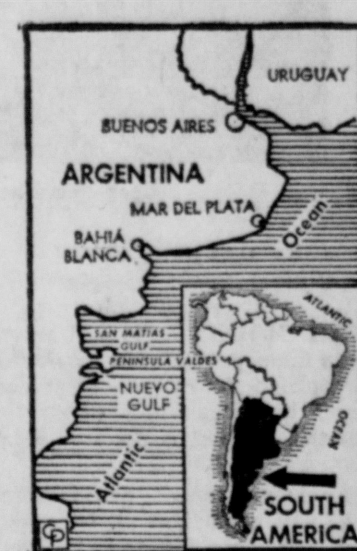 URUGUAY
BUENOS AIRES
ARGENTINA
MAR DEL PLATA
BAHIÁ
BLANCA
Ocean
SAN MATIAS
GULF
PENINSULA VALDES
NUEVO
GULF
Atlantic
ATLANTIC
OCEAN
SOUTH
AMERICA
CP